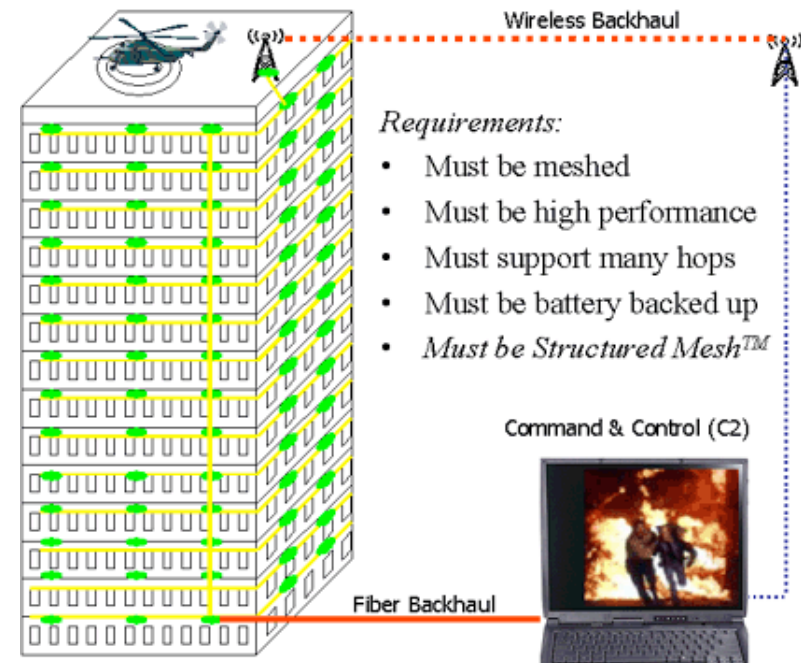 Wireless Backhaul
Requirements:
• Must be meshed
• Must be high performance
• Must support many hops
• Must be battery backed up
• Must be Structured Mesh™
Command & Control (C2)
Fiber Backhaul